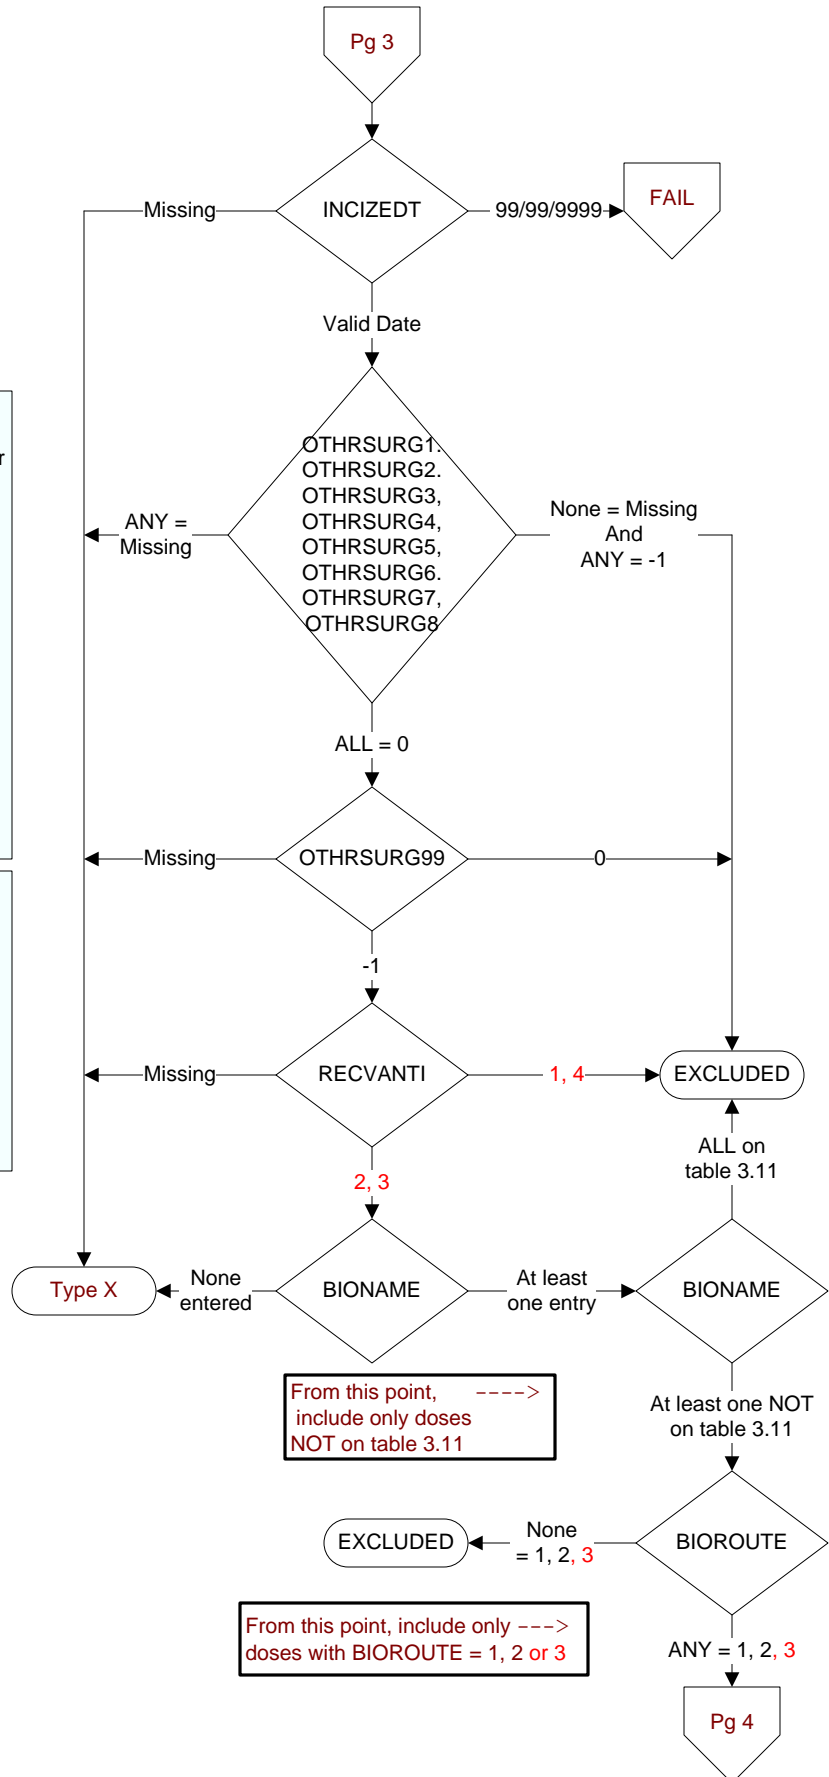 Pg 3
INCIZEDT
Missing
99/99/9999
FAIL
Valid Date
r
OTHRSURG1.
OTHRSURG2.
OTHRSURG3,
OTHRSURG4,
OTHRSURG5,
OTHRSURG6.
OTHRSURG7,
OTHRSURG8
ANY =
Missing
None = Missing
And
ANY = -1
ALL = 0
Missing
OTHRSURG99
0
-1
Missing
RECVANTI
1, 4
EXCLUDED
2, 3
ALL on
table 3.11
Type X
None
entered
BIONAME
At least
one entry
BIONAME
From this point, ---->
include only doses
NOT on table 3.11
At least one NOT
on table 3.11
EXCLUDED
None
= 1, 2, 3
BIOROUTE
From this point, include only --->
doses with BIOROUTE = 1, 2 or 3
ANY = 1, 2, 3
Pg 4